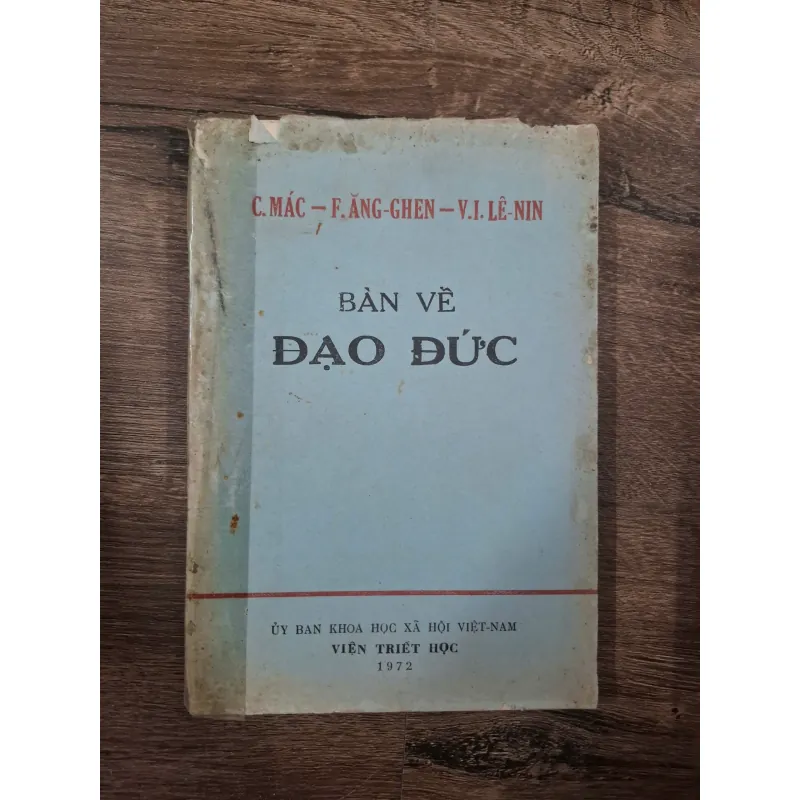 C. MÁC — F. ĂNG-GHEN — V. I. LÊ-NIN
BÀN VỀ
ĐẠO ĐỨC
ỦY BAN KHOA HỌC XÃ HỘI VIỆT-NAM
VIỆN TRIẾT HỌC
1972